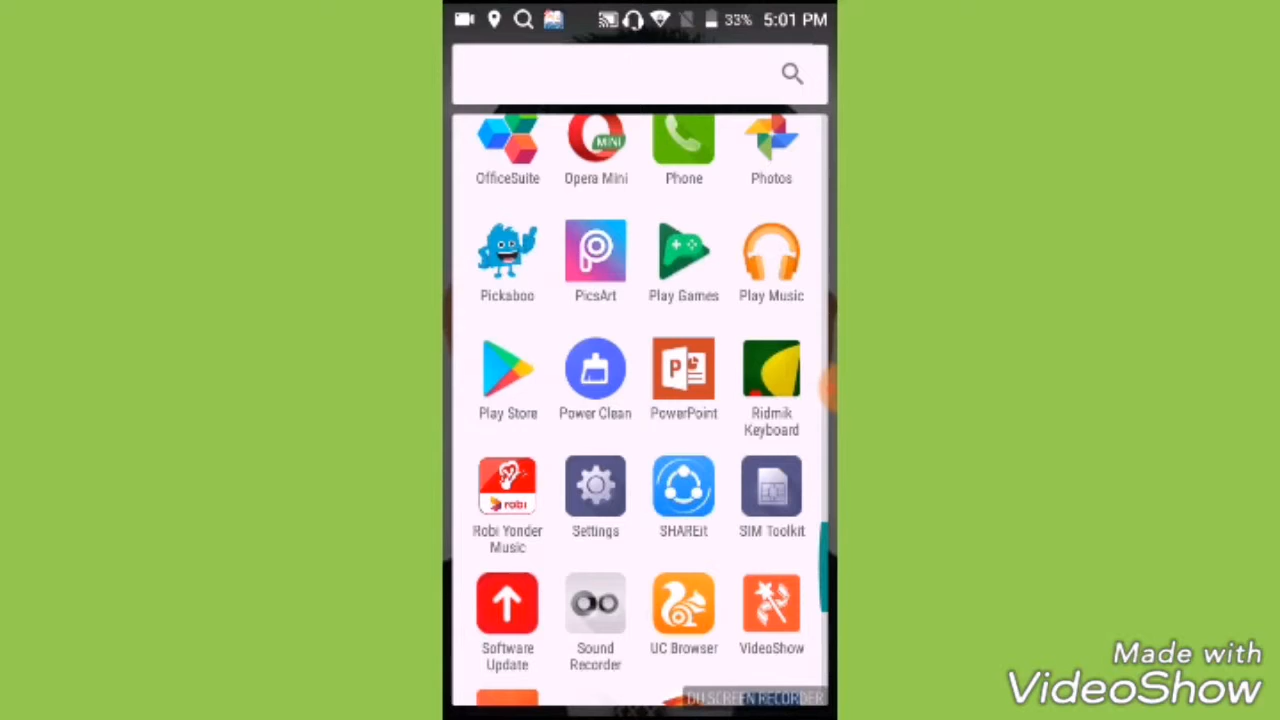 33% 5:01 PM
OfficeSuite Opera Mini Phone Photos
MINI
Pickaboo PicsArt Play Games Play Music
Play Store Power Clean PowerPoint Ridmik Keyboard
P
robi
Robi Yonder Music Settings SHAREit SIM Toolkit
Software Update Sound Recorder UC Browser VideoShow
DU SCREEN RECORDER
Made with
VideoShow